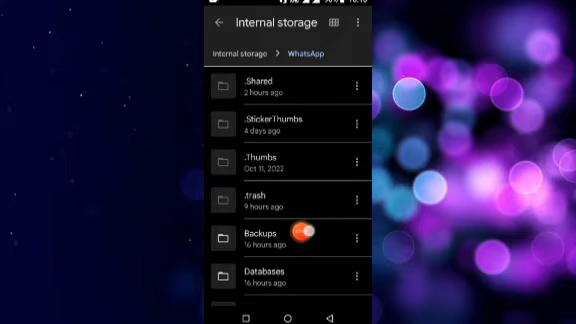 Internal storage
Internal storage > WhatsApp
.Shared
2 hours ago
.StickerThumbs
4 days ago
.Thumbs
Oct 11, 2022
.trash
9 hours ago
Backups
16 hours ago
Databases
16 hours ago